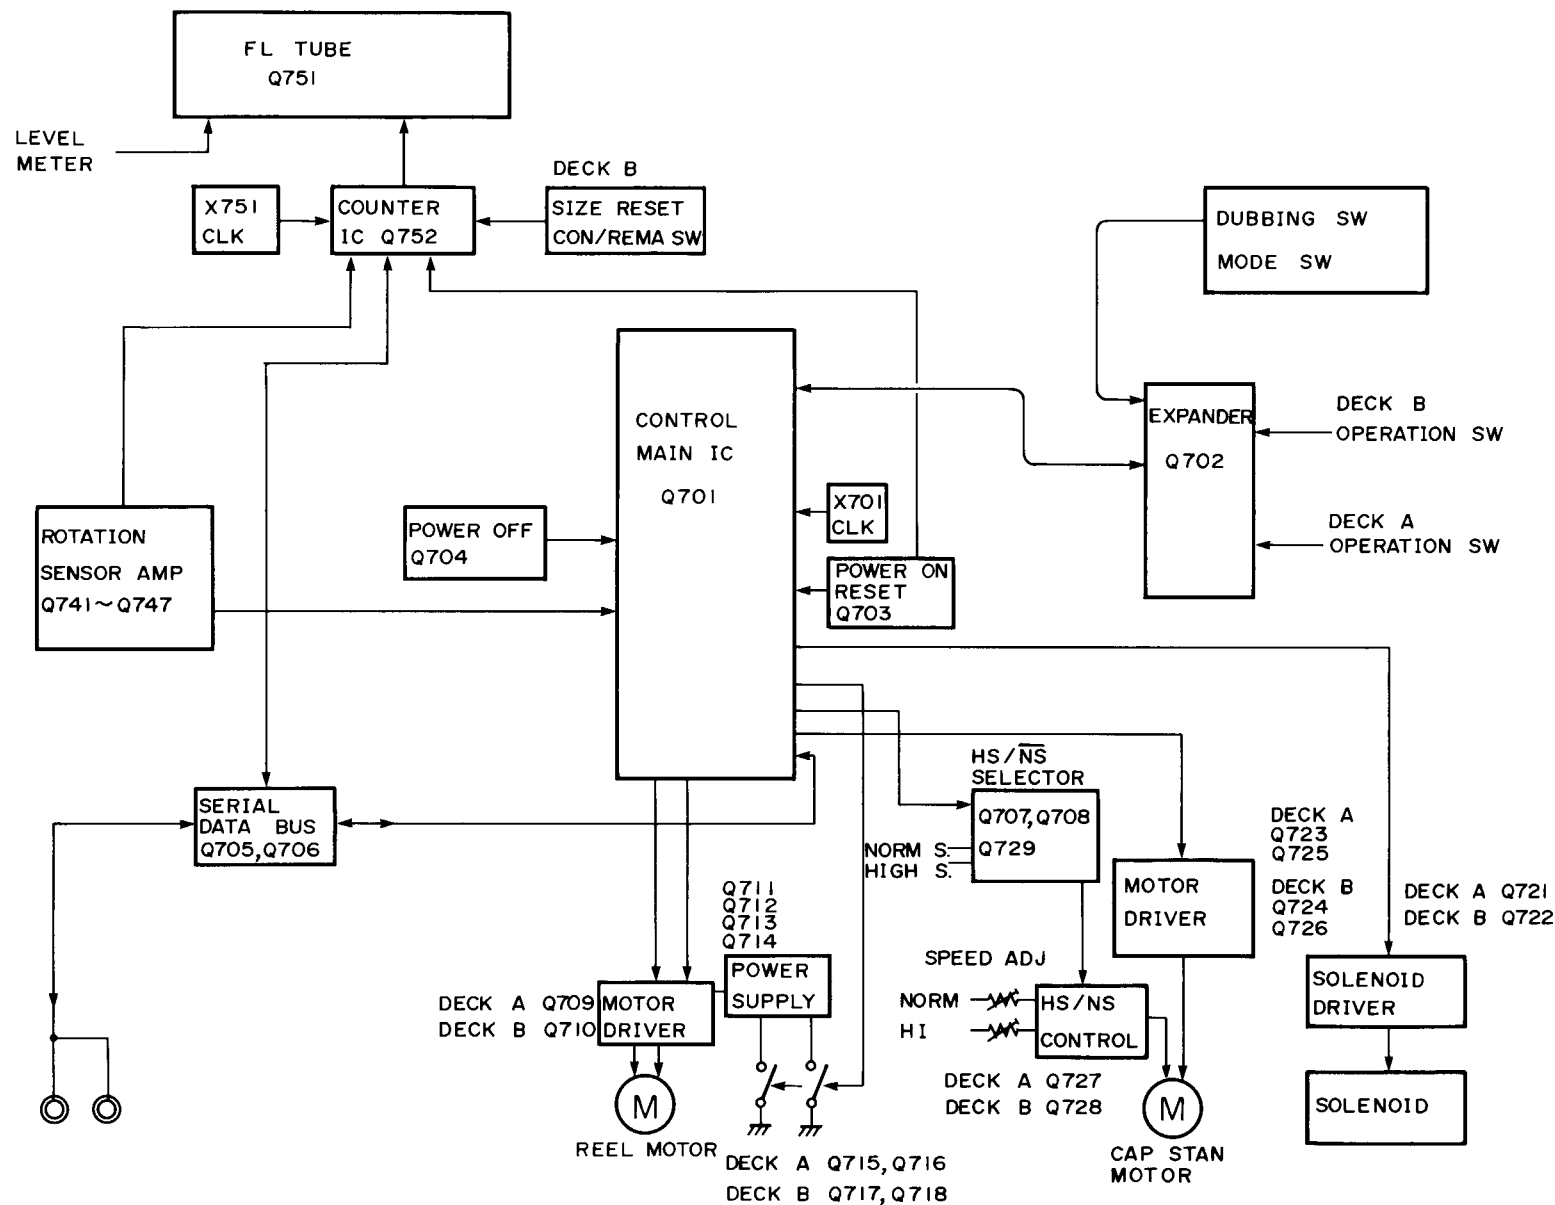 FL TUBE
Q751
LEVEL
METER
DECK B
X751
CLK
COUNTER
IC Q752
SIZE RESET
CON/REMA SW
DUBBING SW
MODE SW
CONTROL
MAIN IC
Q701
EXPANDER
Q702
DECK B
OPERATION SW
DECK A
OPERATION SW
X701
CLK
POWER OFF
Q704
POWER ON
RESET
Q703
ROTATION
SENSOR AMP
Q741~Q747
SERIAL
DATA BUS
Q705,Q706
HS/N̅S̅
SELECTOR
Q707,Q708
Q729
NORM S.
HIGH S.
MOTOR
DRIVER
DECK A
Q723
Q725
DECK B
Q724
Q726
DECK A Q721
DECK B Q722
Q711
Q712
Q713
Q714
POWER
SUPPLY
DECK A Q709
DECK B Q710
MOTOR
DRIVER
SPEED ADJ
NORM
HI
HS/NS
CONTROL
DECK A Q727
DECK B Q728
SOLENOID
DRIVER
SOLENOID
M
REEL MOTOR
M
CAP STAN
MOTOR
DECK A Q715,Q716
DECK B Q717,Q718